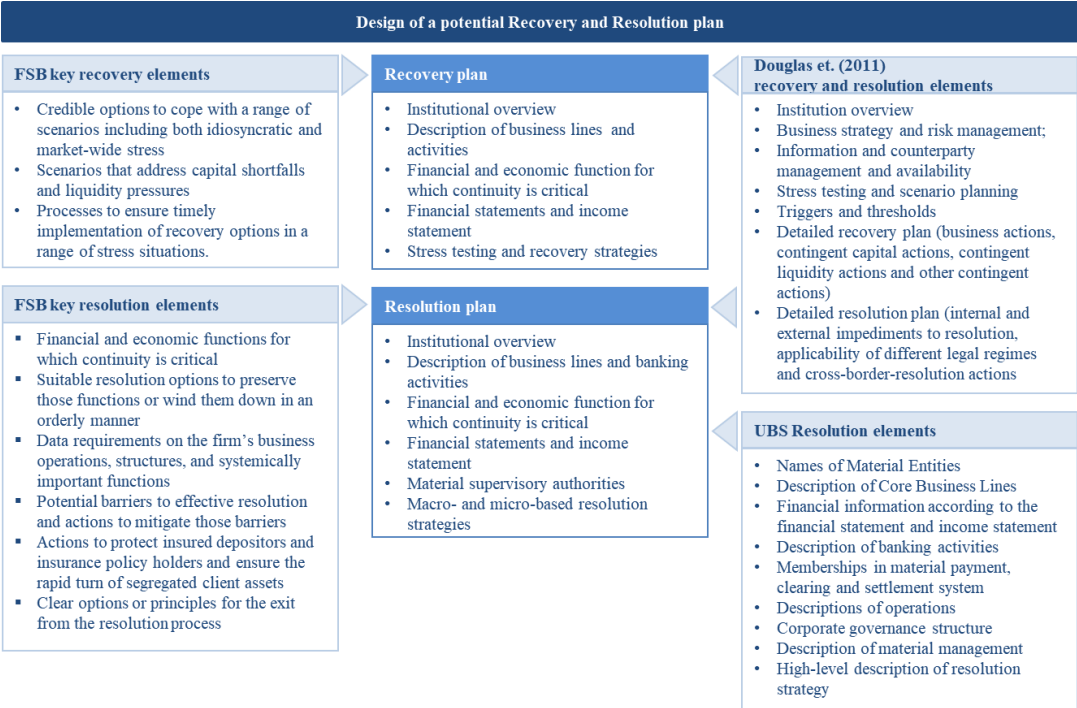 Design of a potential Recovery and Resolution plan
FSB key recovery elements
• Credible options to cope with a range of
scenarios including both idiosyncratic and
market-wide stress
• Scenarios that address capital shortfalls
and liquidity pressures
• Processes to ensure timely
implementation of recovery options in a
range of stress situations.
FSB key resolution elements
▪ Financial and economic functions for
which continuity is critical
▪ Suitable resolution options to preserve
those functions or wind them down in an
orderly manner
▪ Data requirements on the firm's business
operations, structures, and systemically
important functions
▪ Potential barriers to effective resolution
and actions to mitigate those barriers
▪ Actions to protect insured depositors and
insurance policy holders and ensure the
rapid turn of segregated client assets
▪ Clear options or principles for the exit
from the resolution process
Recovery plan
• Institutional overview
• Description of business lines and
activities
• Financial and economic function for
which continuity is critical
• Financial statements and income
statement
• Stress testing and recovery strategies
Resolution plan
• Institutional overview
• Description of business lines and banking
activities
• Financial and economic function for
which continuity is critical
• Financial statements and income
statement
• Material supervisory authorities
• Macro- and micro-based resolution
strategies
Douglas et. (2011)
recovery and resolution elements
• Institution overview
• Business strategy and risk management;
• Information and counterparty
management and availability
• Stress testing and scenario planning
• Triggers and thresholds
• Detailed recovery plan (business actions,
contingent capital actions, contingent
liquidity actions and other contingent
actions)
• Detailed resolution plan (internal and
external impediments to resolution,
applicability of different legal regimes
and cross-border-resolution actions
UBS Resolution elements
• Names of Material Entities
• Description of Core Business Lines
• Financial information according to the
financial statement and income statement
• Description of banking activities
• Memberships in material payment,
clearing and settlement system
• Descriptions of operations
• Corporate governance structure
• Description of material management
• High-level description of resolution
strategy